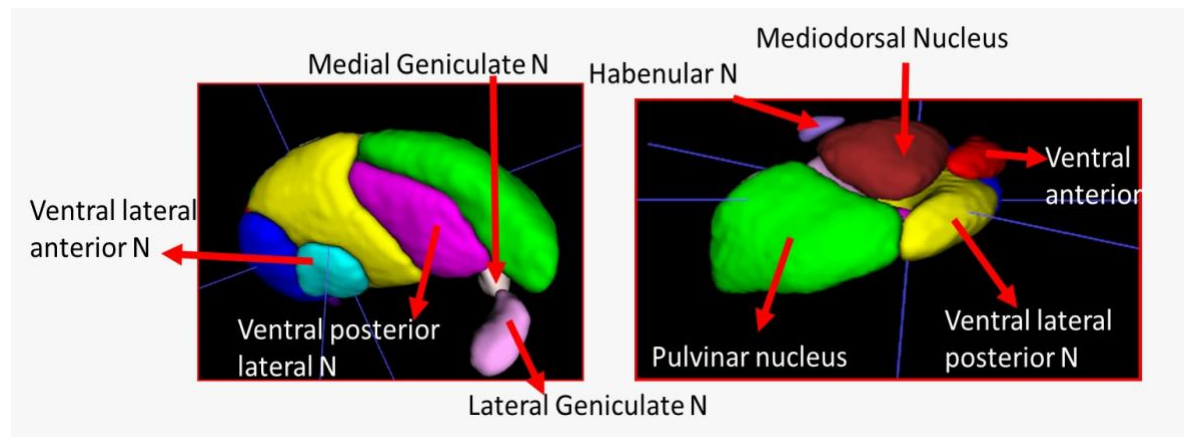 Medial Geniculate N
Ventral lateral
anterior N
Ventral posterior
lateral N
Lateral Geniculate N
Mediodorsal Nucleus
Habenular N
Ventral
anterior
Pulvinar nucleus
Ventral lateral
posterior N